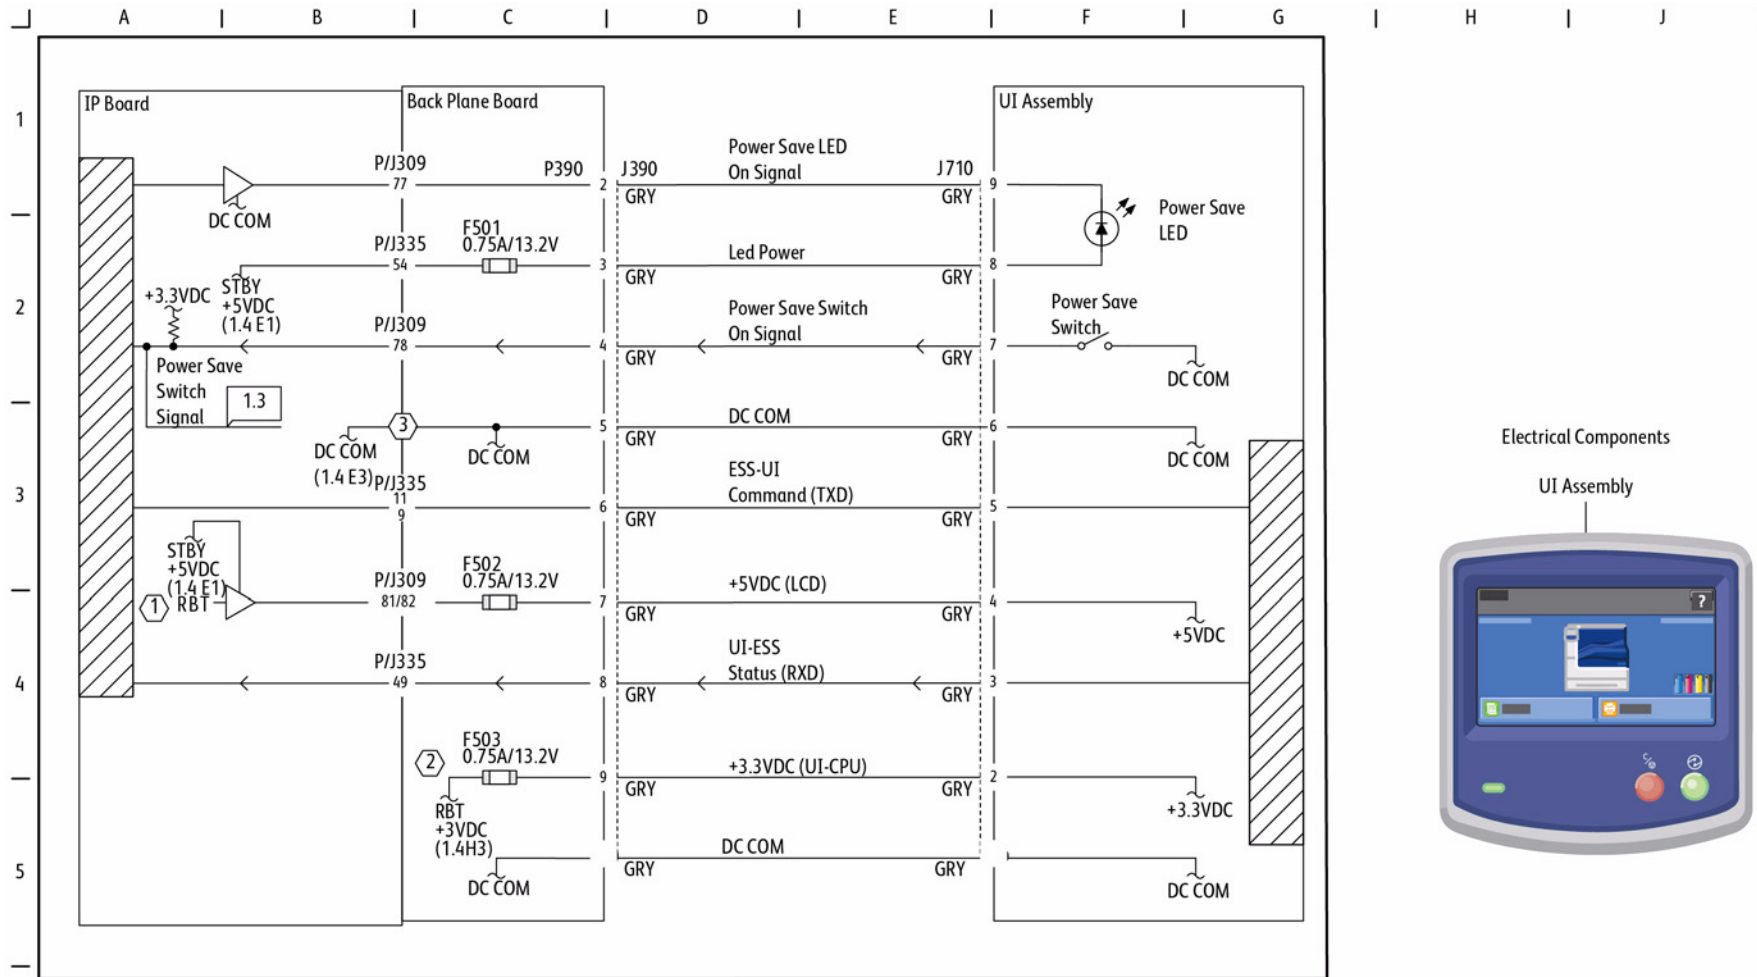 A B C D E F G H J
1
IP Board
Back Plane Board
UI Assembly
P/J309
77
P390
2
J390
GRY
Power Save LED
On Signal
J710
GRY
9
DC COM
Power Save
LED
P/J335
54
F501
0.75A/13.2V
3
GRY
Led Power
GRY
8
2
+3.3VDC
STBY
+5VDC
(1.4 E1)
P/J309
78
4
GRY
Power Save Switch
On Signal
GRY
7
Power Save
Switch
DC COM
Power Save
Switch
Signal
1.3
DC COM
(1.4 E3)
3
DC COM
5
GRY
DC COM
GRY
6
DC COM
3
P/J335
11
9
6
GRY
ESS-UI
Command (TXD)
GRY
5
STBY
+5VDC
(1.4 E1)
1
RBT
P/J309
81/82
F502
0.75A/13.2V
7
GRY
+5VDC (LCD)
GRY
4
+5VDC
4
P/J335
49
8
GRY
UI-ESS
Status (RXD)
GRY
3
2
F503
0.75A/13.2V
9
GRY
+3.3VDC (UI-CPU)
GRY
2
+3.3VDC
RBT
+3VDC
(1.4H3)
5
DC COM
GRY
DC COM
GRY
DC COM
Electrical Components
UI Assembly
?